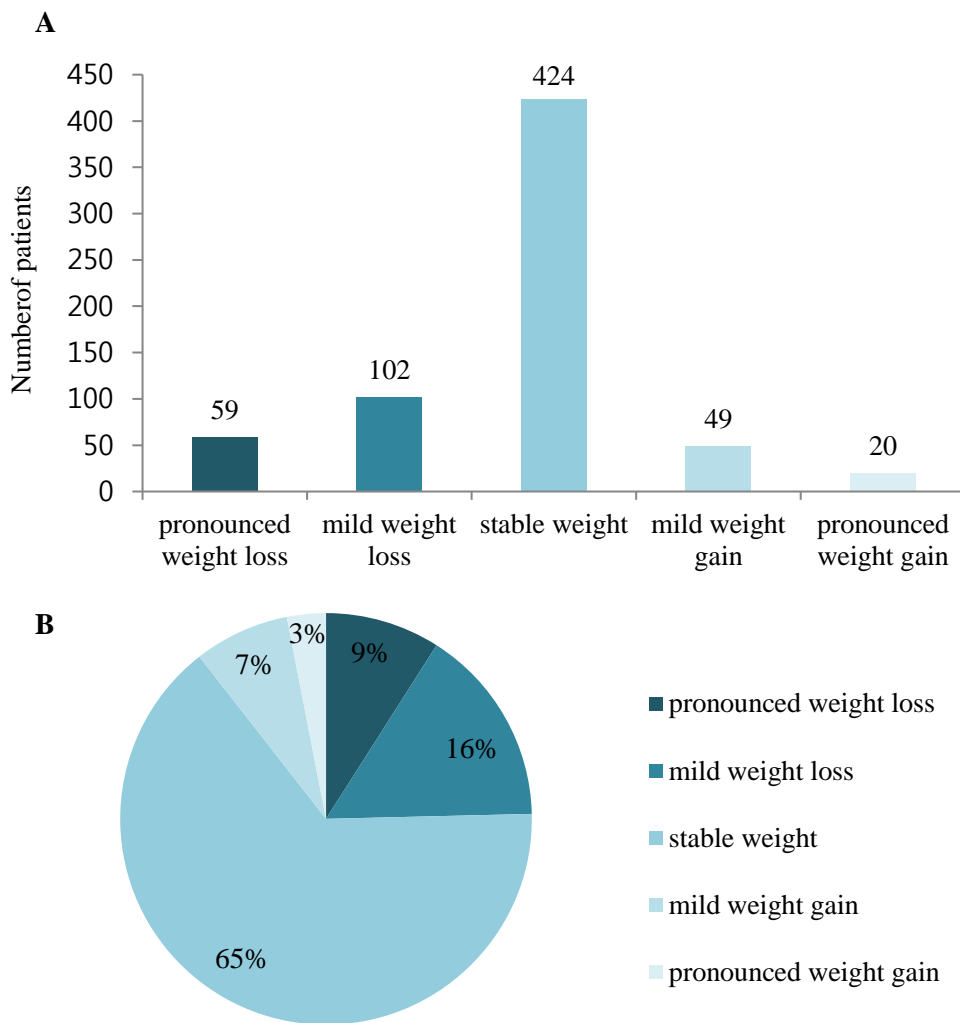 A
450
400
350
300
250
200
150
100
50
0
Numberof patients
59
102
424
49
20
pronounced
weight loss
mild weight
loss
stable weight
mild weight
gain
pronounced
weight gain
B
3%
9%
7%
16%
65%
pronounced weight loss
mild weight loss
stable weight
mild weight gain
pronounced weight gain